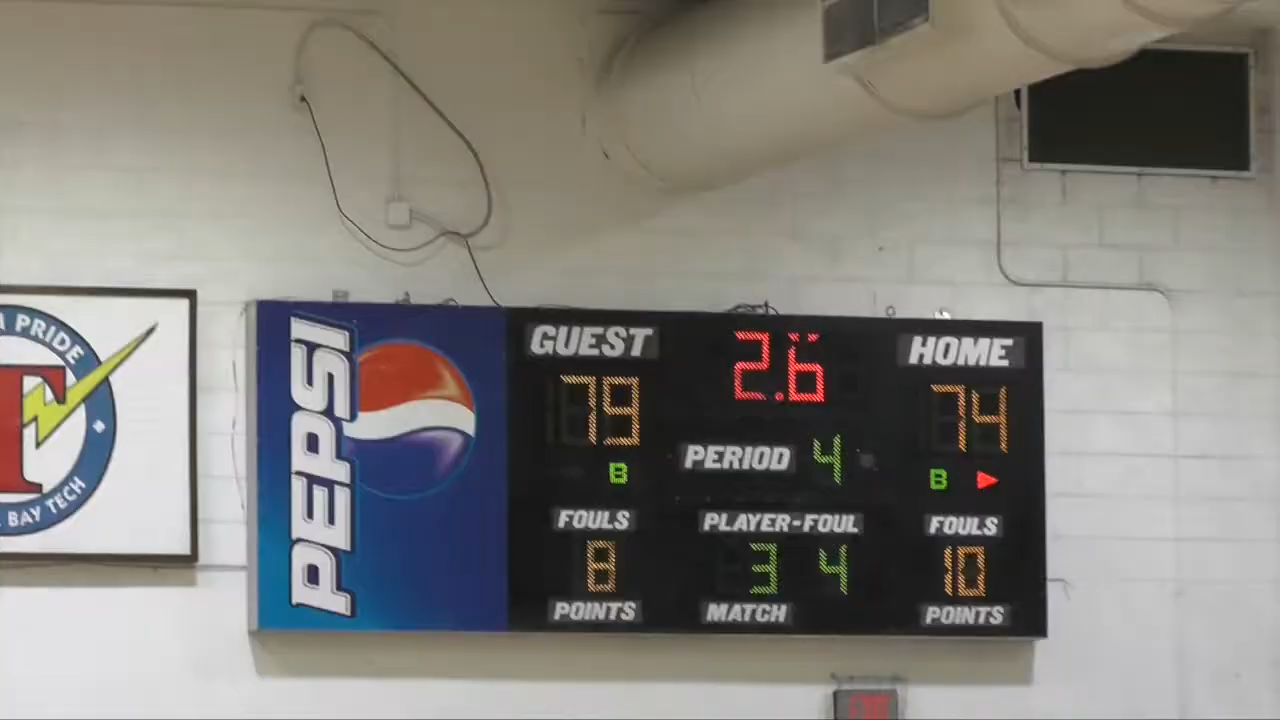 PRIDE
T
BAY TECH
PEPSI
GUEST
2.6
HOME
79
74
PERIOD 4
B
B
FOULS
PLAYER-FOUL
FOULS
8
3 4
10
POINTS
MATCH
POINTS